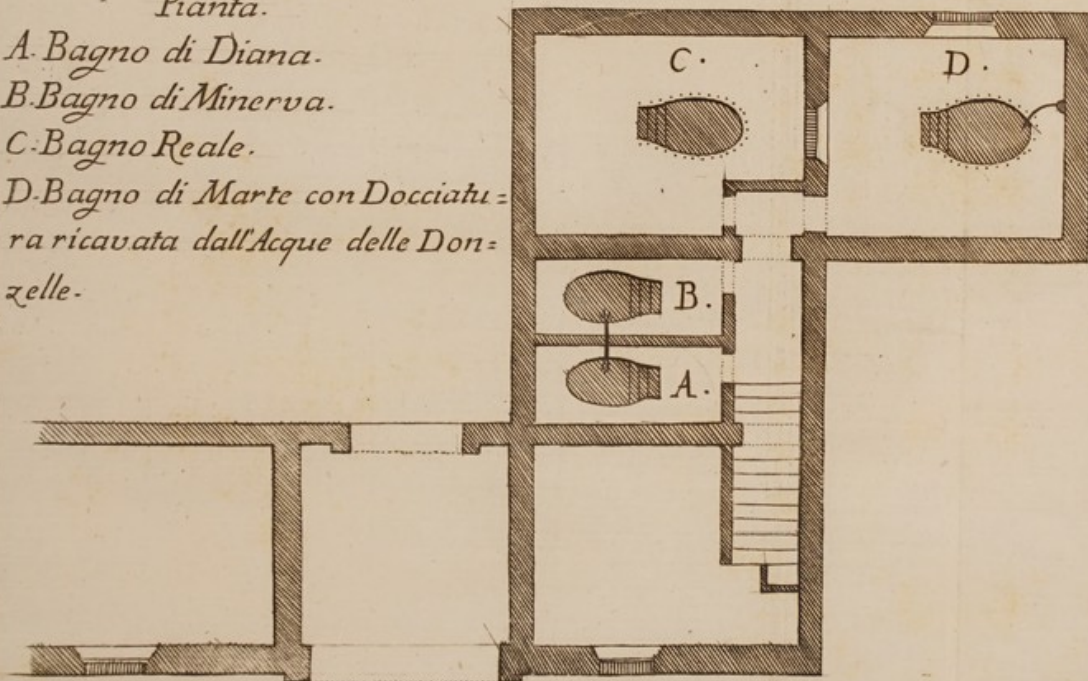 Pianta.
A. Bagno di Diana.
B. Bagno di Minerva.
C. Bagno Reale.
D. Bagno di Marte con Docciatu=
ra ricavata dall'Acque delle Don=
zelle.
C.
D.
B.
A.